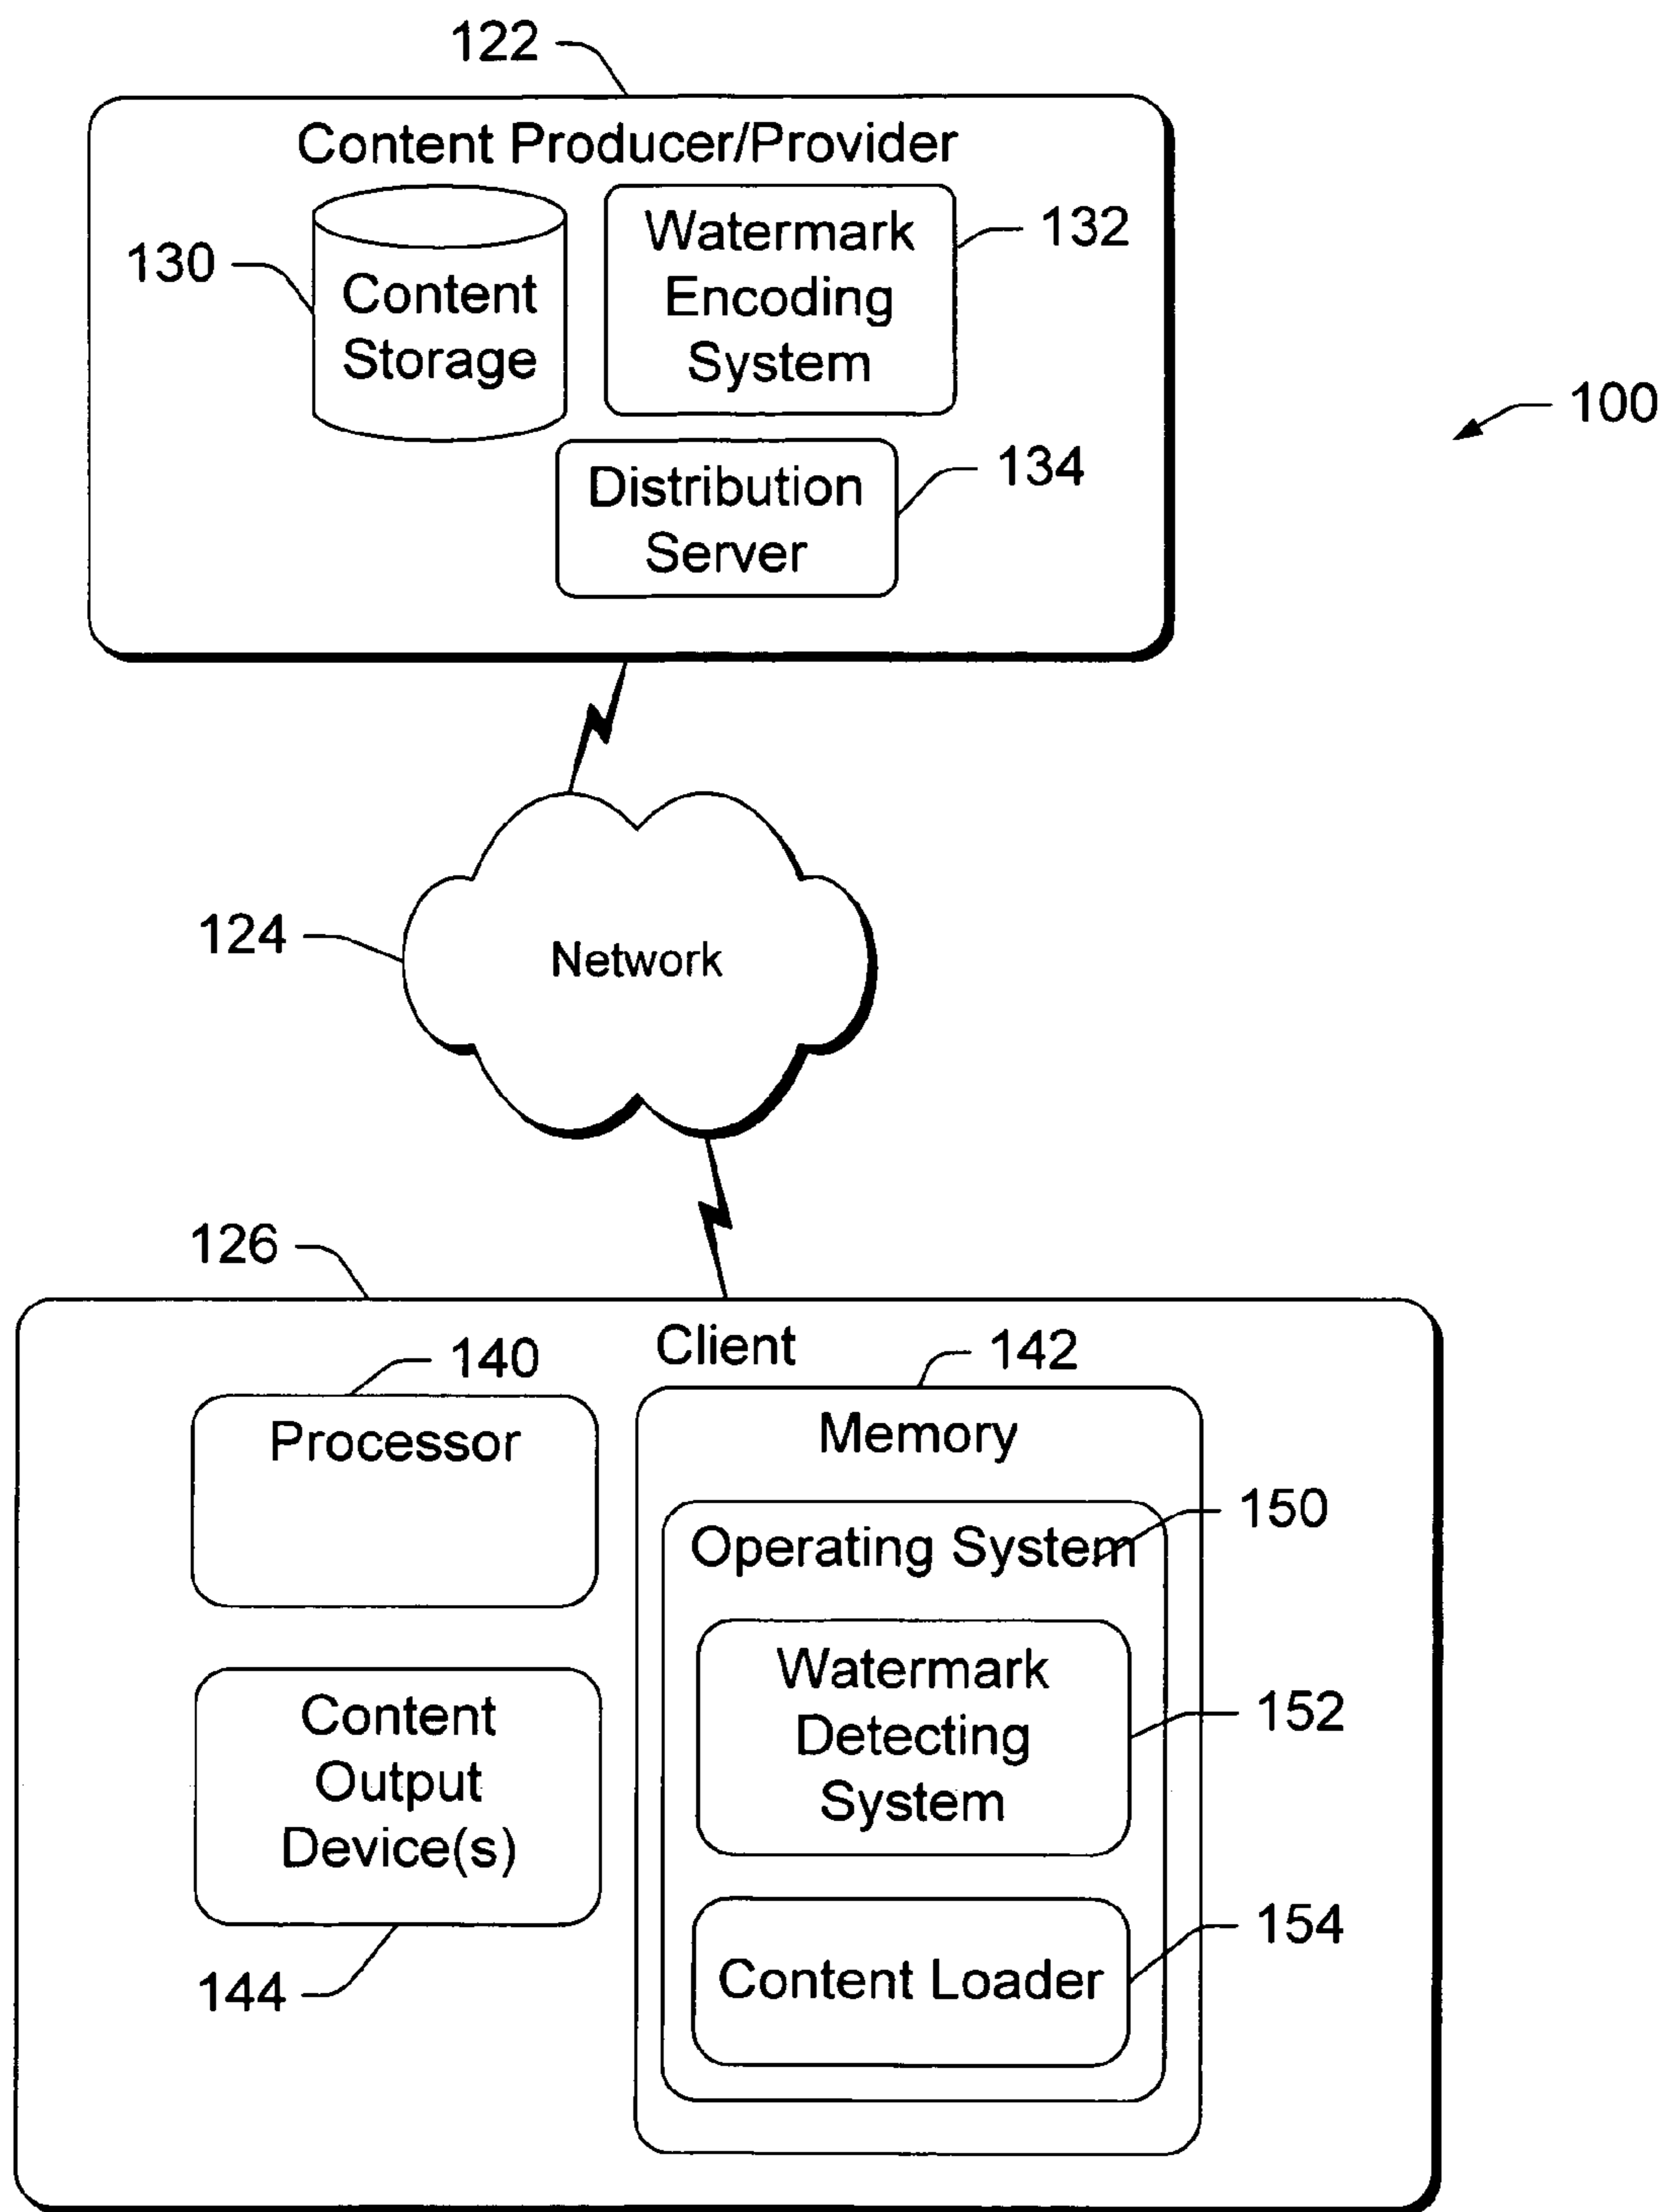 122
Content Producer/Provider
130
Content
Storage
Watermark
Encoding
System
132
Distribution
Server
134
100
124
Network
126
Client
140
Processor
142
Memory
150
Operating System
Watermark
Detecting
System
152
Content
Output
Device(s)
144
Content Loader
154